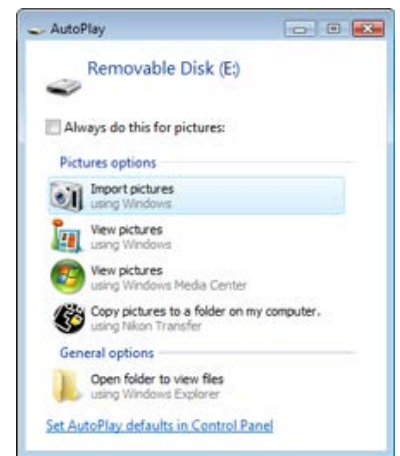 AutoPlay
Removable Disk (E:)
Always do this for pictures:
Pictures options
Import pictures
using Windows
View pictures
using Windows
View pictures
using Windows Media Center
Copy pictures to a folder on my computer.
using Nikon Transfer
General options
Open folder to view files
using Windows Explorer
Set AutoPlay defaults in Control Panel